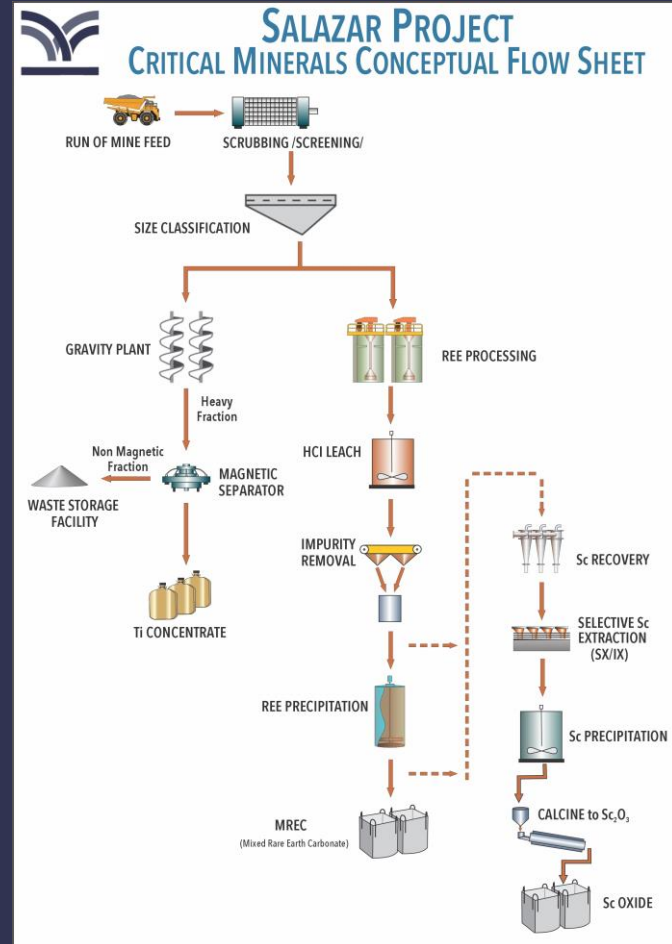 SALAZAR PROJECT
CRITICAL MINERALS CONCEPTUAL FLOW SHEET
RUN OF MINE FEED
SCRUBBING /SCREENING/
SIZE CLASSIFICATION
GRAVITY PLANT
REE PROCESSING
Heavy
Fraction
HCl LEACH
Non Magnetic
Fraction
MAGNETIC
SEPARATOR
WASTE STORAGE
FACILITY
IMPURITY
REMOVAL
Sc RECOVERY
Ti CONCENTRATE
SELECTIVE Sc
EXTRACTION
(SX/IX)
REE PRECIPITATION
Sc PRECIPITATION
MREC
(Mixed Rare Earth Carbonate)
CALCINE to Sc₂O₃
Sc OXIDE